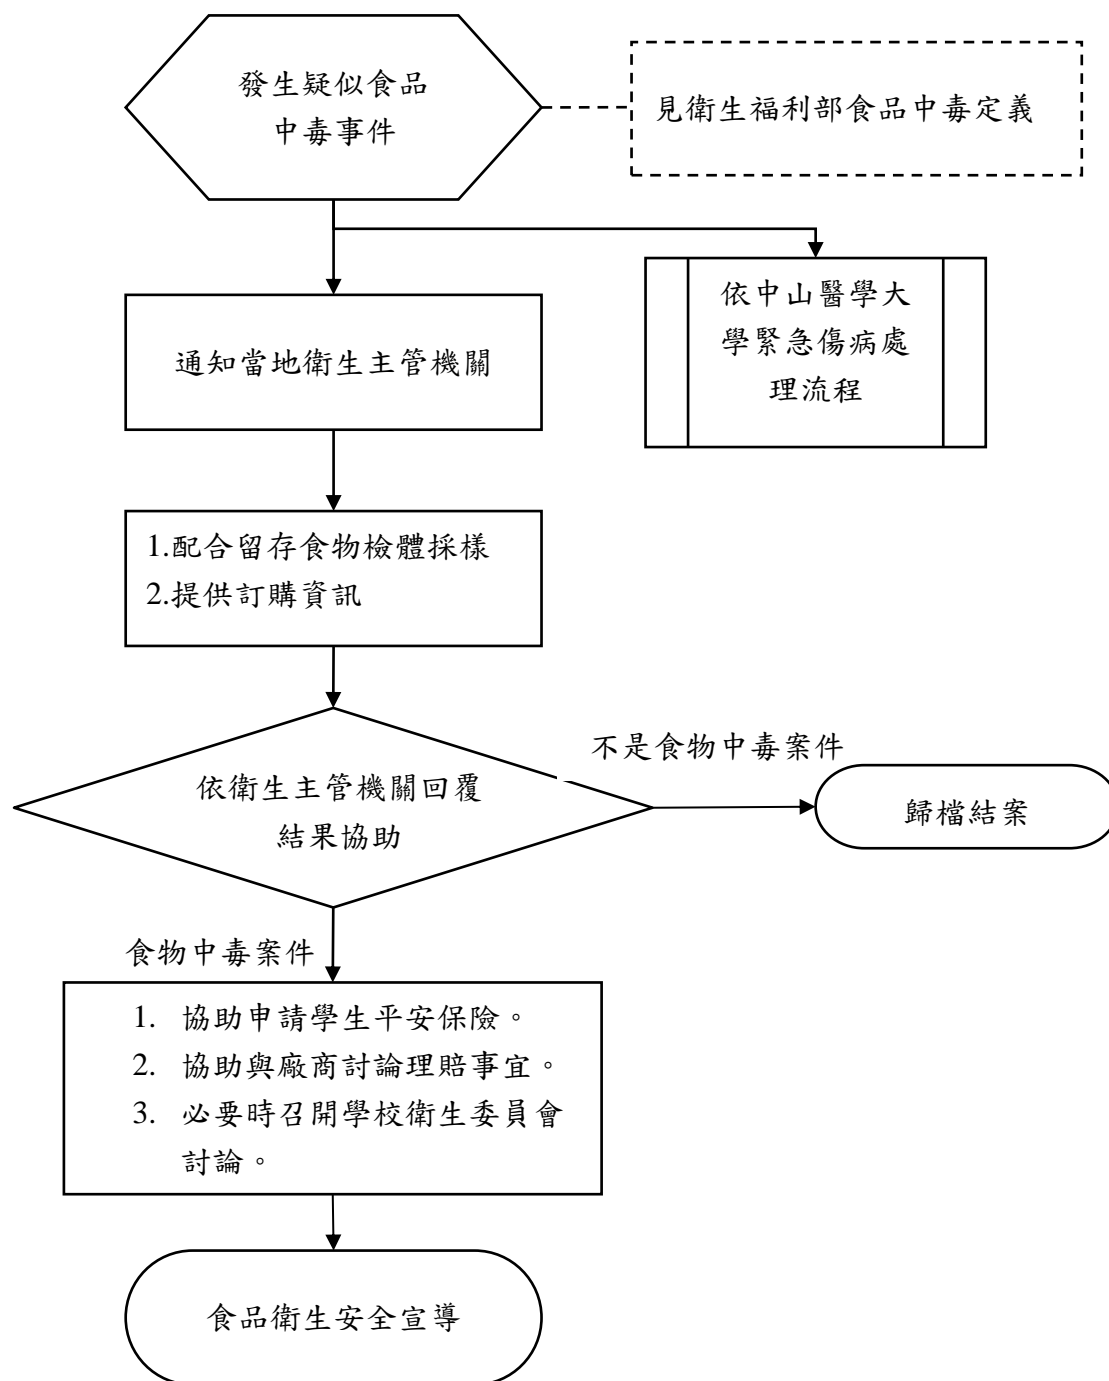 發生疑似食品
中毒事件
見衛生福利部食品中毒定義
通知當地衛生主管機關
依中山醫學大
學緊急傷病處
理流程
1.配合留存食物檢體採樣
2.提供訂購資訊
不是食物中毒案件
依衛生主管機關回覆
結果協助
歸檔結案
食物中毒案件
1. 協助申請學生平安保險。
2. 協助與廠商討論理賠事宜。
3. 必要時召開學校衛生委員會
討論。
食品衛生安全宣導